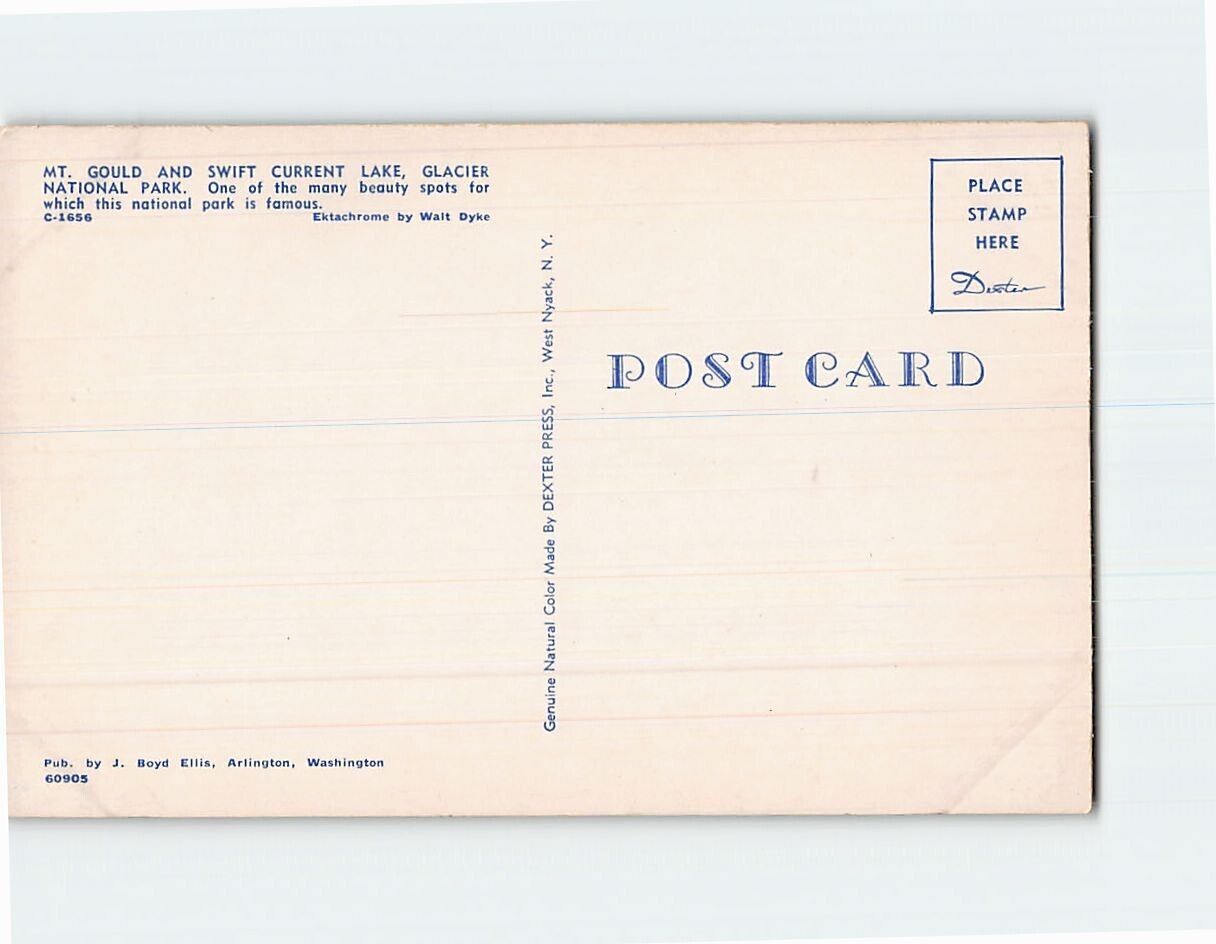 MT. GOULD AND SWIFT CURRENT LAKE, GLACIER
NATIONAL PARK. One of the many beauty spots for
which this national park is famous.
C-1656 Ektachrome by Walt Dyke
Genuine Natural Color Made By DEXTER PRESS, Inc., West Nyack, N. Y.
PLACE
STAMP
HERE
Dexter
POST CARD
Pub. by J. Boyd Ellis, Arlington, Washington
60905